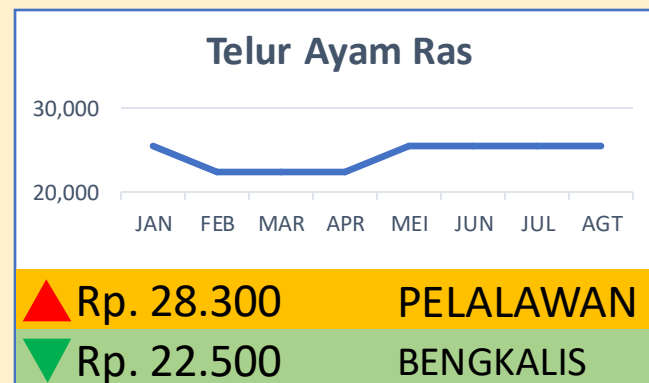 Telur Ayam Ras
30,000
20,000
JAN FEB MAR APR MEI JUN JUL AGT
Rp. 28.300 PELALAWAN
Rp. 22.500 BENGKALIS